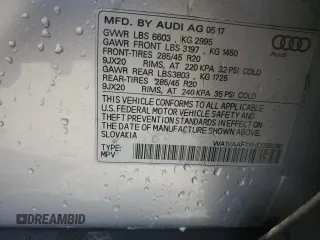 MFD. BY AUDI AG 05 17
GVWR LBS 6603 , KG 2995
GAWR FRONT LBS 3197 , KG 1450
FRONT-TIRES 285/45 R20
9JX20 RIMS, AT 220 KPA 32 PSI COLD
GAWR REAR LBS3803 , KG 1725
REAR-TIRES 285/45 R20
9JX20 RIMS, AT 240 KPA 35 PSI COLD
THIS VEHICLE CONFORMS TO ALL APPLICABLE
U.S. FEDERAL MOTOR VEHICLE SAFETY AND
THEFT PREVENTION STANDARDS IN EFFECT
ON THE DATE OF MANUFACTURE SHOWN ABOVE.
SLOVAKIA
TYPE:
MPV
Audi
DREAMBID